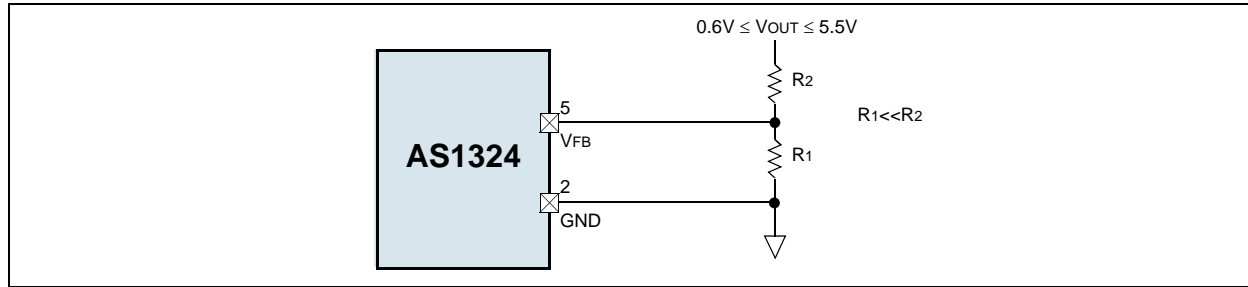 0.6V ≤ VOUT ≤ 5.5V
R2
5
R1<<R2
VFB
AS1324
R1
2
GND